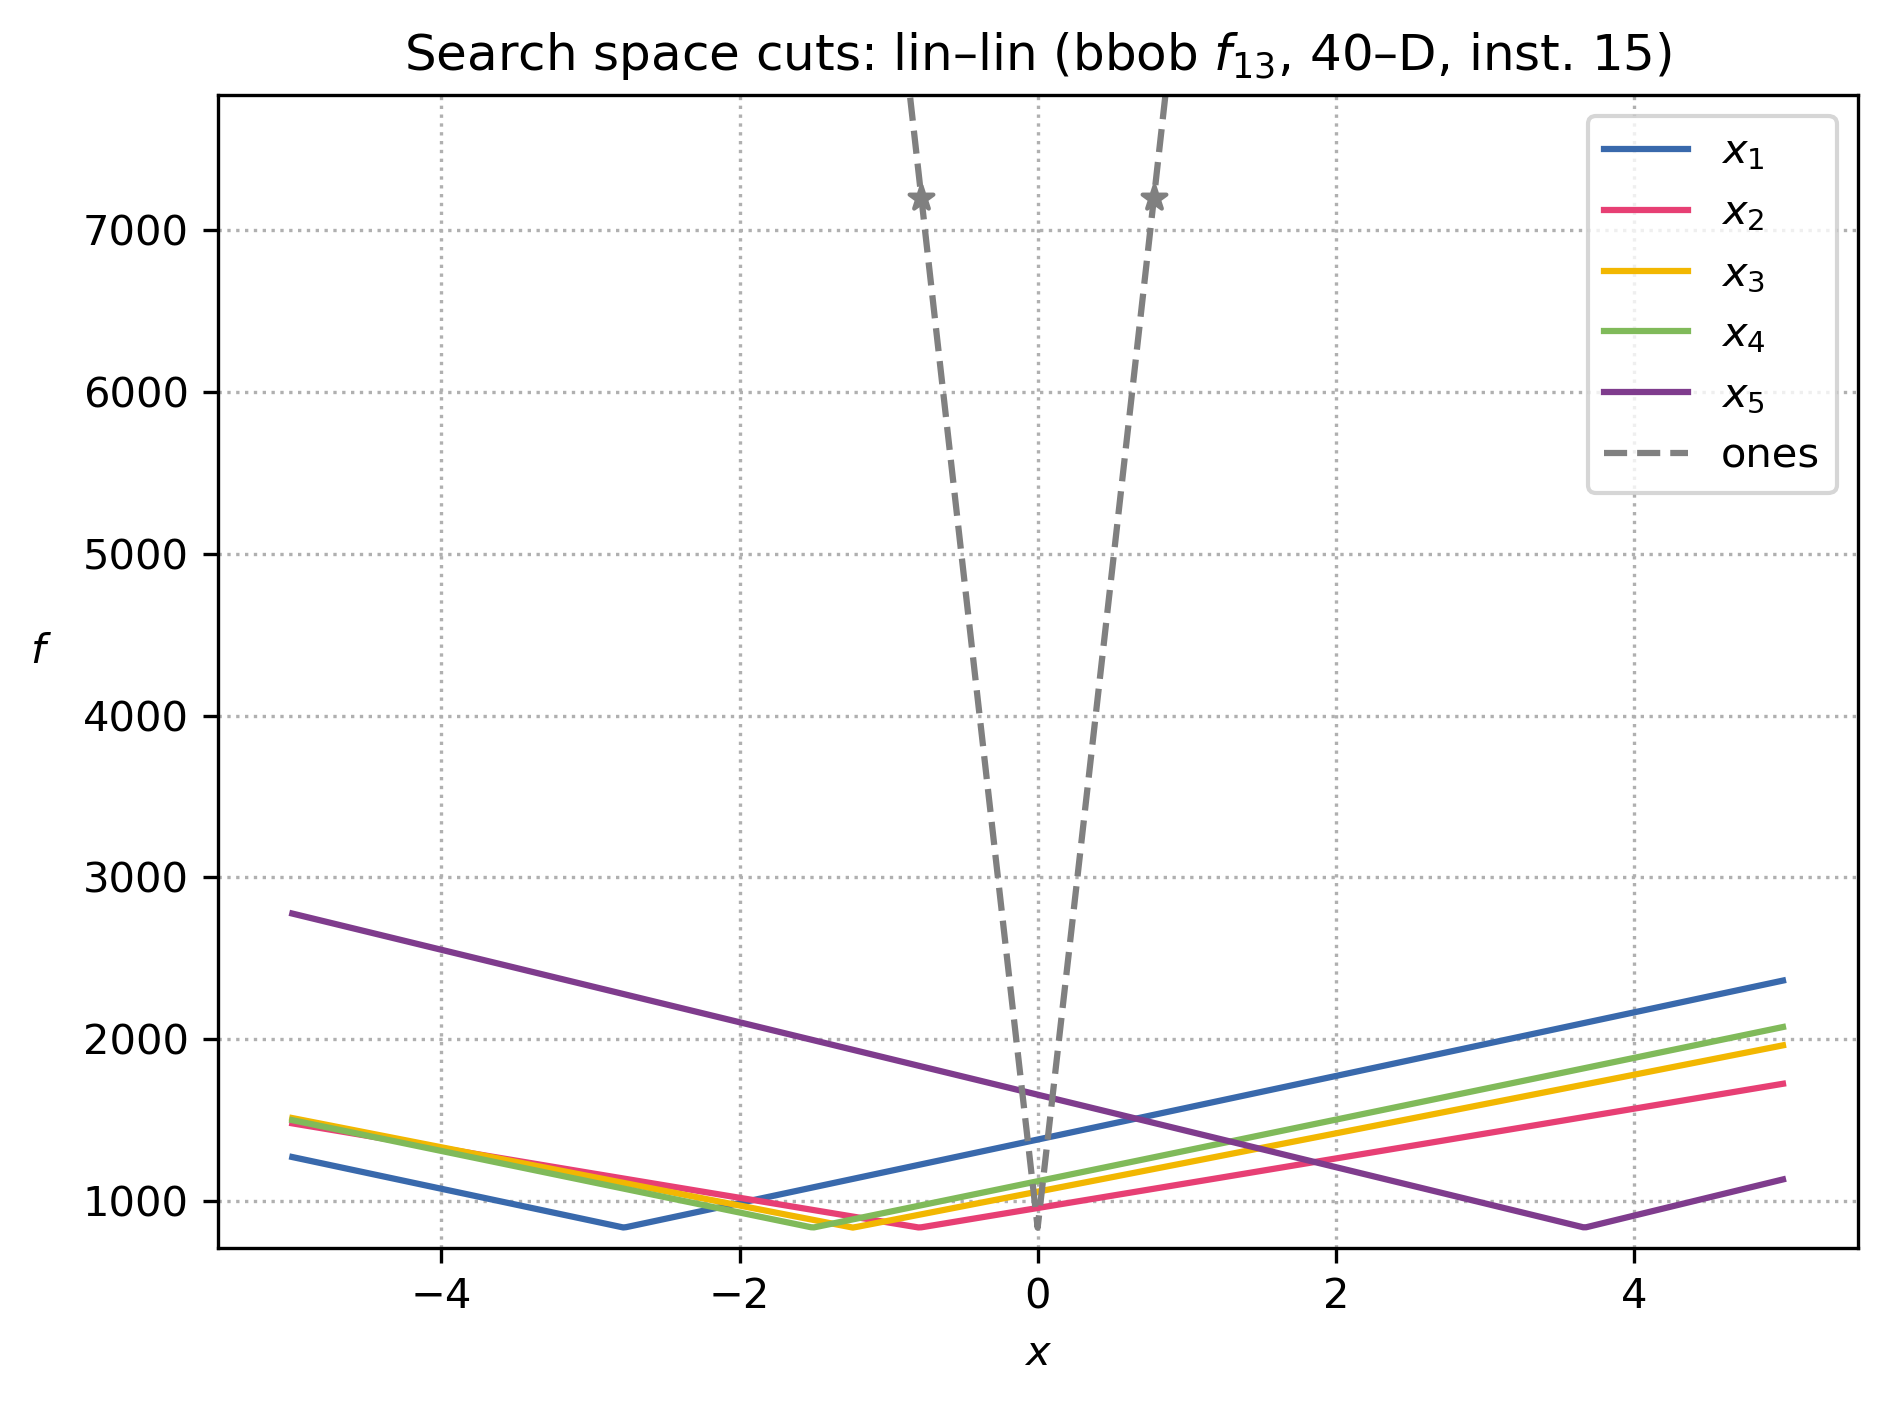 Search space cuts: lin–lin (bbob f₁₃, 40–D, inst. 15)
x₁
x₂
x₃
x₄
x₅
ones
7000
6000
5000
4000
3000
2000
1000
f
−4 −2 0 2 4
x